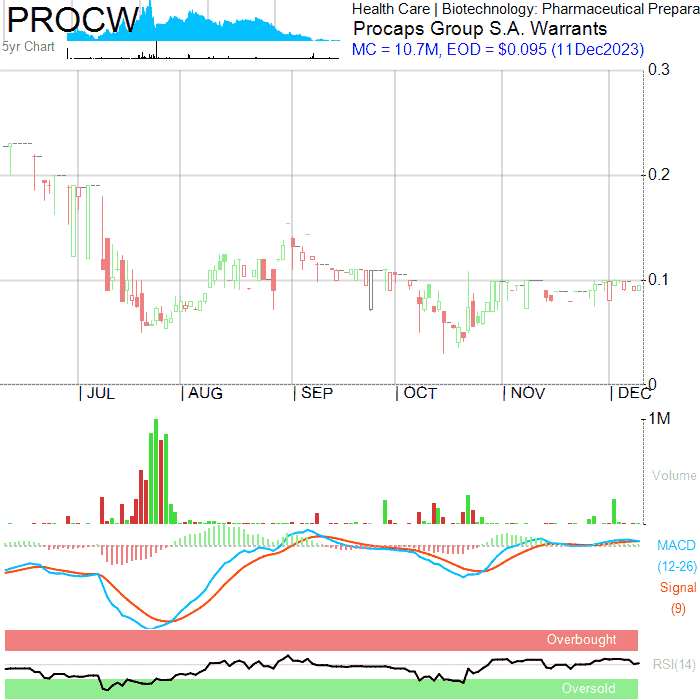 PROCW
5yr Chart
Health Care | Biotechnology: Pharmaceutical Prepara
Procaps Group S.A. Warrants
MC = 10.7M, EOD = $0.095 (11Dec2023)
0.3
0.2
0.1
0
JUL AUG SEP OCT NOV DEC
1M
Volume
MACD
(12-26)
Signal
(9)
Overbought
RSI(14)
Oversold